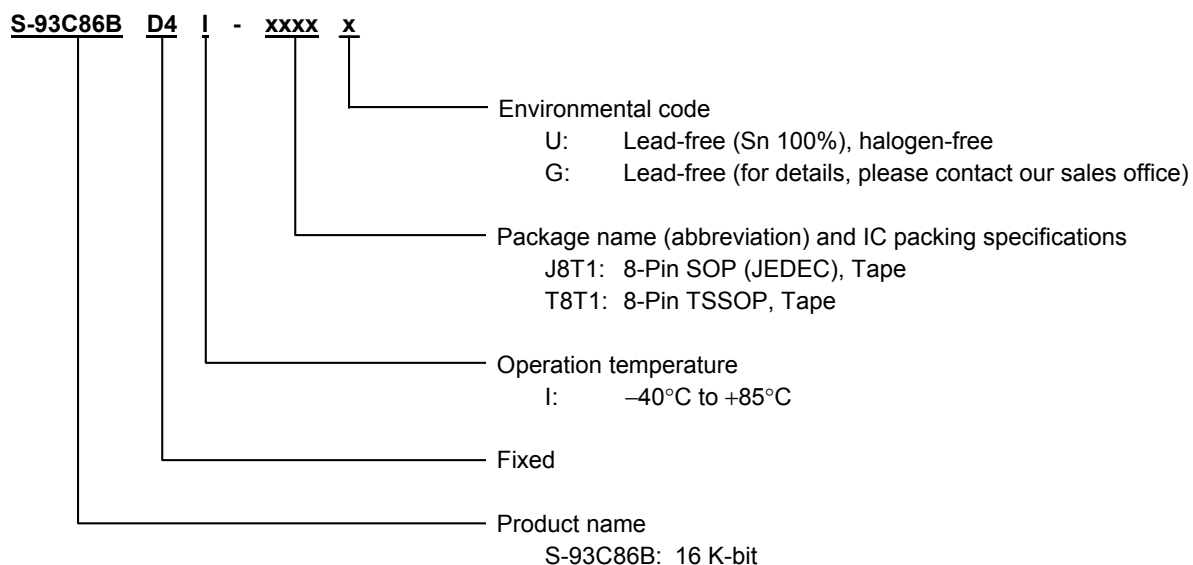 S-93C86B D4 I - xxxx x
Environmental code
U: Lead-free (Sn 100%), halogen-free
G: Lead-free (for details, please contact our sales office)
Package name (abbreviation) and IC packing specifications
J8T1: 8-Pin SOP (JEDEC), Tape
T8T1: 8-Pin TSSOP, Tape
Operation temperature
I: −40°C to +85°C
Fixed
Product name
S-93C86B: 16 K-bit